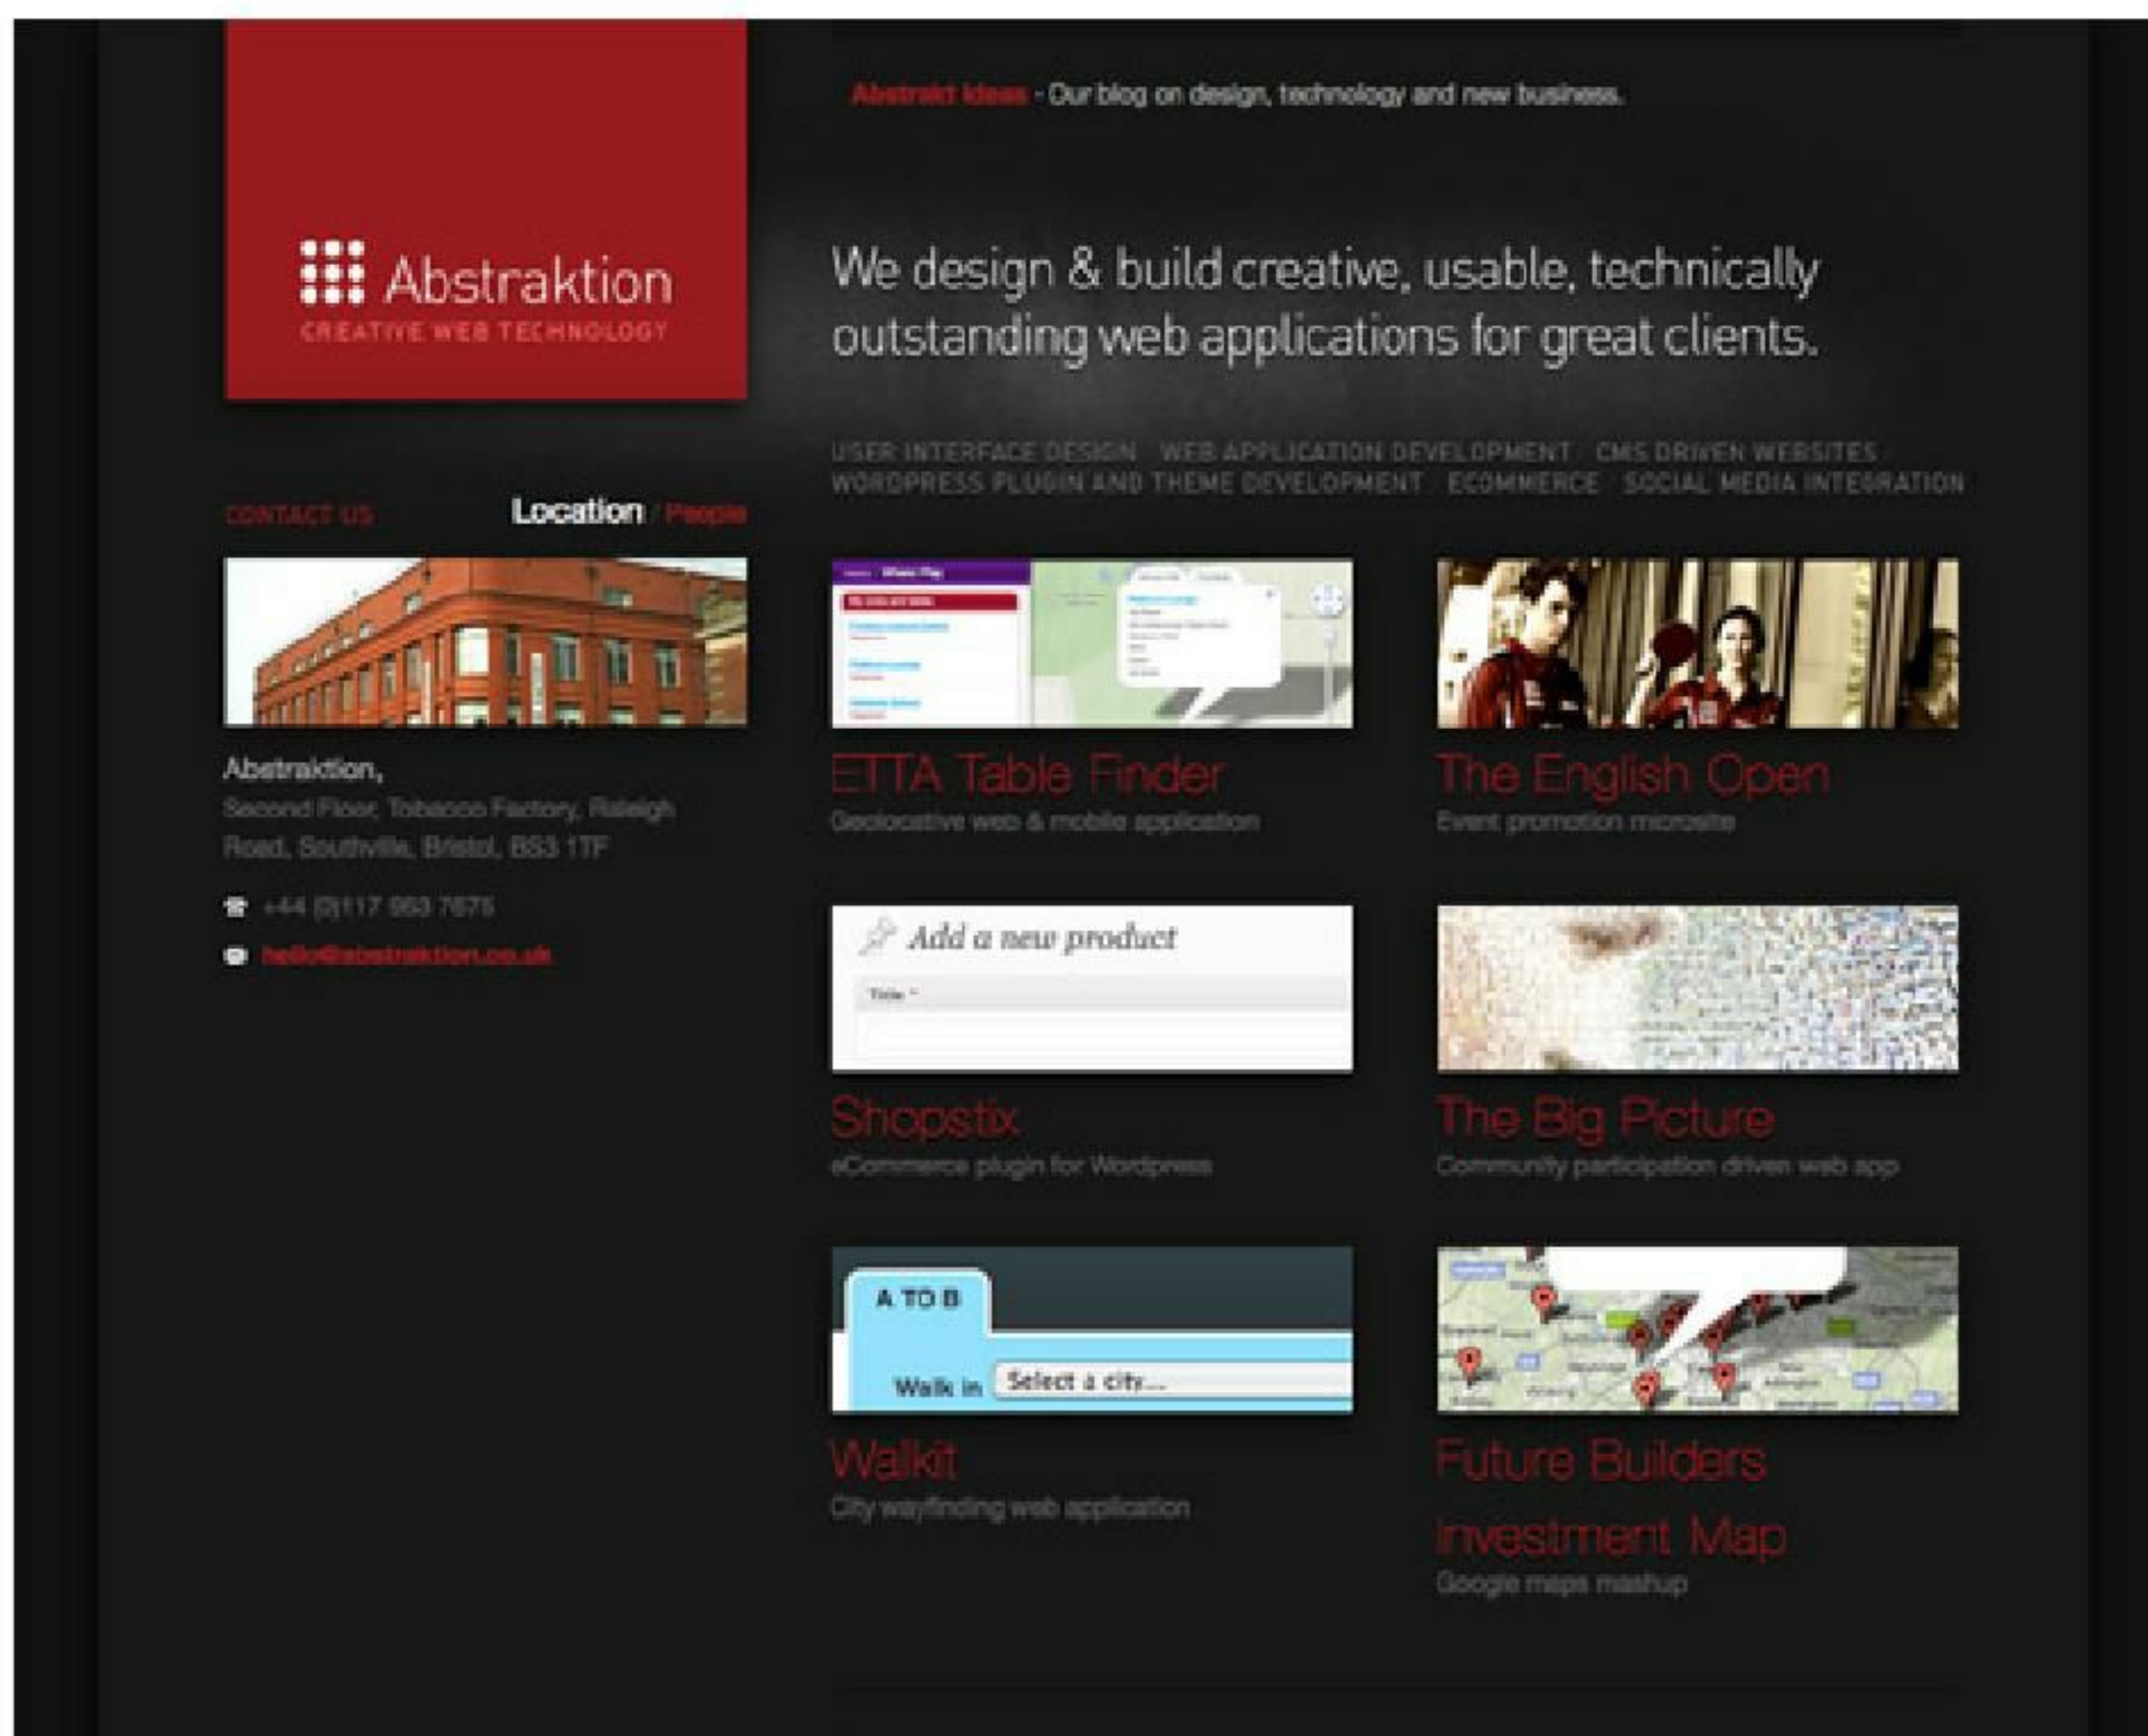 Abstrakt Ideas - Our blog on design, technology and new business.
Abstraktion
CREATIVE WEB TECHNOLOGY
We design & build creative, usable, technically
outstanding web applications for great clients.
USER INTERFACE DESIGN WEB APPLICATION DEVELOPMENT CMS DRIVEN WEBSITES
WORDPRESS PLUGIN AND THEME DEVELOPMENT ECOMMERCE SOCIAL MEDIA INTEGRATION
CONTACT US Location / People
Abstraktion,
Second Floor, Tobacco Factory, Raleigh
Road, Southville, Bristol, BS3 1TF
+44 (0)117 953 7675
hello@abstraktion.co.uk
ETTA Table Finder
Geolocative web & mobile application
The English Open
Event promotion microsite
Add a new product
Title *
Shopstix
eCommerce plugin for Wordpress
The Big Picture
Community participation driven web app
A TO B
Walk in Select a city...
Walkit
City wayfinding web application
Future Builders
Investment Map
Google maps mashup